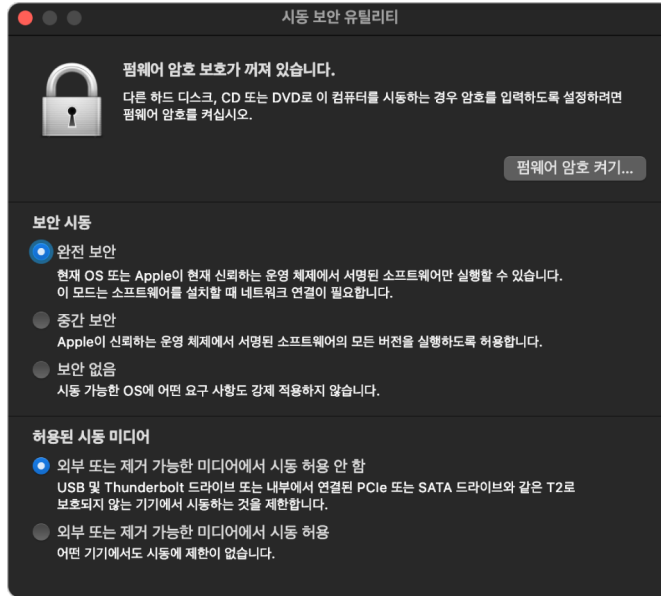 시동 보안 유틸리티
펌웨어 암호 보호가 꺼져 있습니다.
다른 하드 디스크, CD 또는 DVD로 이 컴퓨터를 시동하는 경우 암호를 입력하도록 설정하려면
펌웨어 암호를 켜십시오.
펌웨어 암호 켜기...
보안 시동
완전 보안
현재 OS 또는 Apple이 현재 신뢰하는 운영 체제에서 서명된 소프트웨어만 실행할 수 있습니다.
이 모드는 소프트웨어를 설치할 때 네트워크 연결이 필요합니다.
중간 보안
Apple이 신뢰하는 운영 체제에서 서명된 소프트웨어의 모든 버전을 실행하도록 허용합니다.
보안 없음
시동 가능한 OS에 어떤 요구 사항도 강제 적용하지 않습니다.
허용된 시동 미디어
외부 또는 제거 가능한 미디어에서 시동 허용 안 함
USB 및 Thunderbolt 드라이브 또는 내부에서 연결된 PCIe 또는 SATA 드라이브와 같은 T2로
보호되지 않는 기기에서 시동하는 것을 제한합니다.
외부 또는 제거 가능한 미디어에서 시동 허용
어떤 기기에서도 시동에 제한이 없습니다.